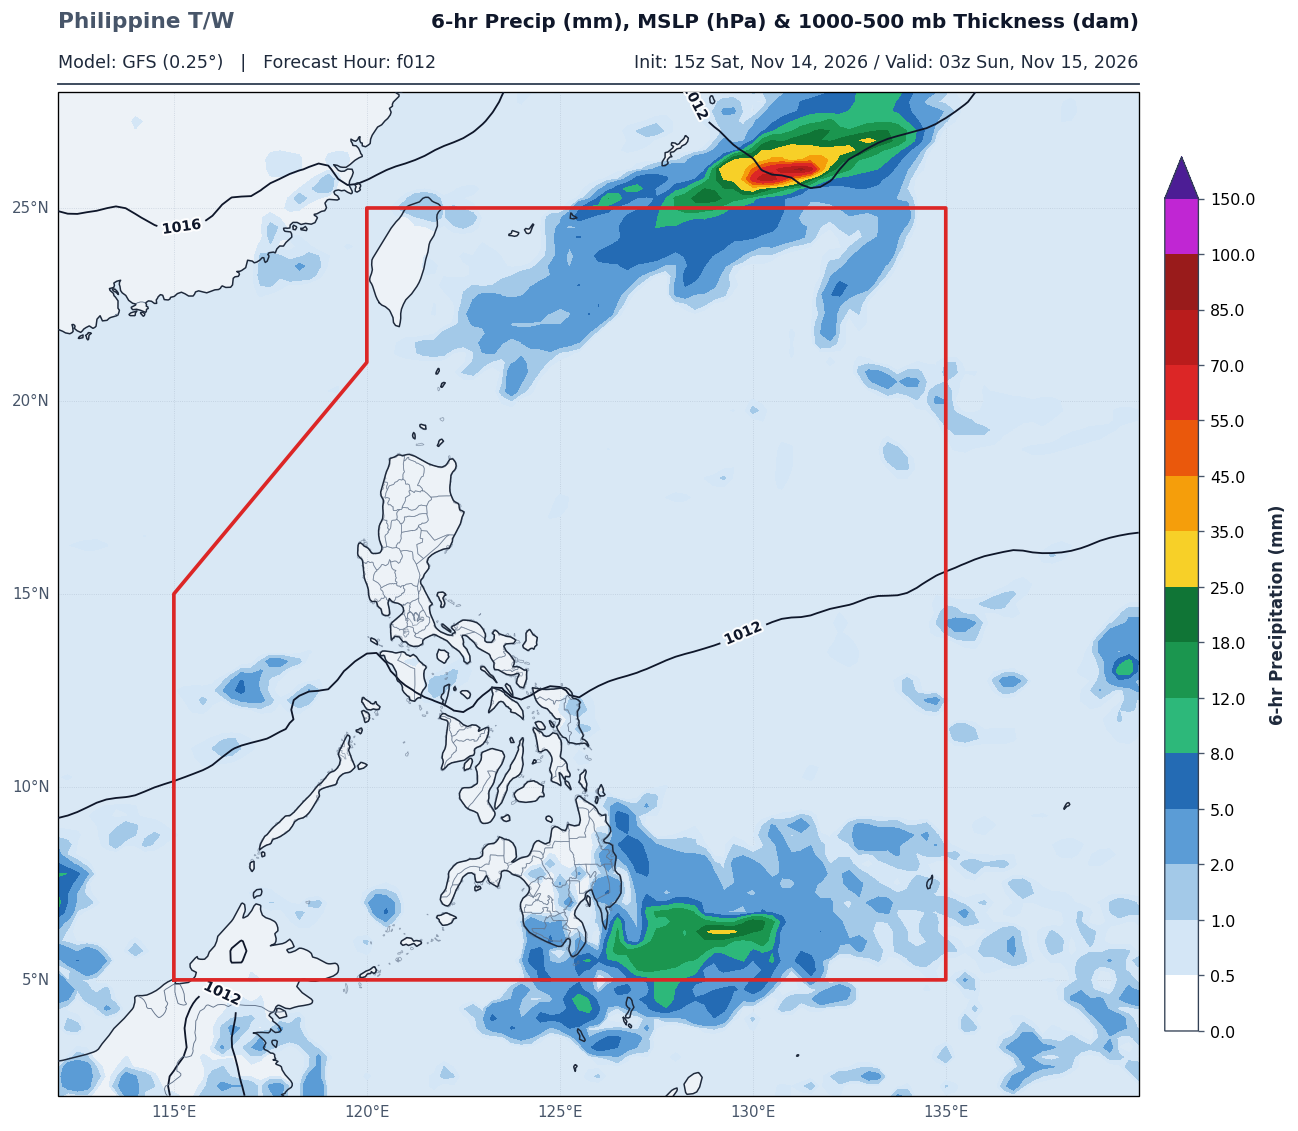 Philippine T/W
6-hr Precip (mm), MSLP (hPa) & 1000-500 mb Thickness (dam)
Model: GFS (0.25°) | Forecast Hour: f012
Init: 15z Sat, Nov 14, 2026 / Valid: 03z Sun, Nov 15, 2026
1012
1016
1012
1012
25°N
20°N
15°N
10°N
5°N
115°E
120°E
125°E
130°E
135°E
150.0
100.0
85.0
70.0
55.0
45.0
35.0
25.0
18.0
12.0
8.0
5.0
2.0
1.0
0.5
0.0
6-hr Precipitation (mm)